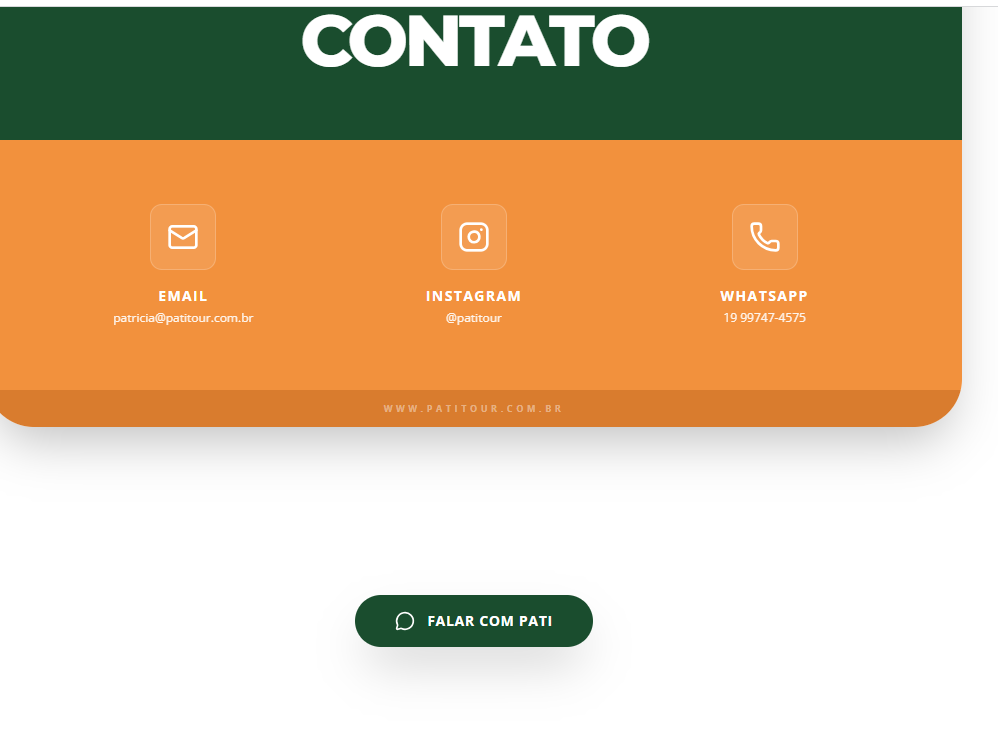 CONTATO
EMAIL
patricia@patitour.com.br
INSTAGRAM
@patitour
WHATSAPP
19 99747-4575
WWW.PATITOUR.COM.BR
FALAR COM PATI